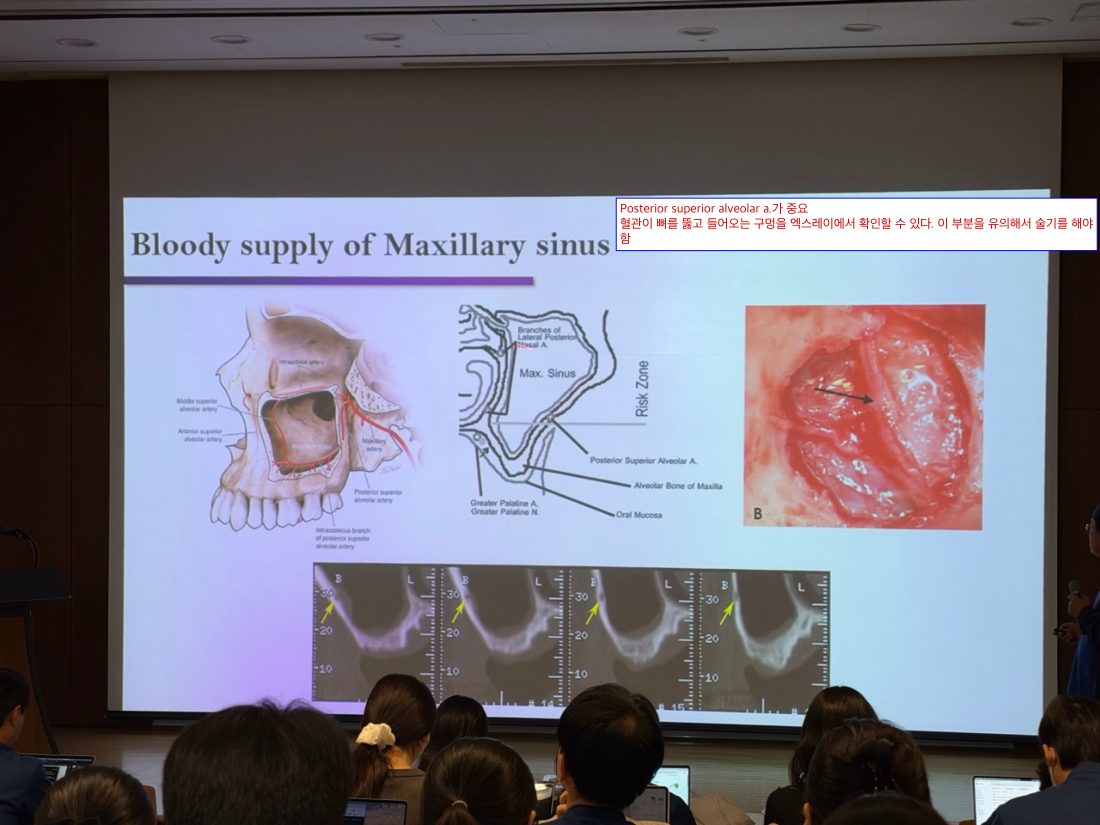 Posterior superior alveolar a.가 중요
혈관이 뼈를 뚫고 들어오는 구멍을 엑스레이에서 확인할 수 있다. 이 부분을 유의해서 술기를 해야
함
Bloody supply of Maxillary sinus
Infraorbital artery
Middle superior
alveolar artery
Anterior superior
alveolar artery
Maxillary
artery
Posterior superior
alveolar artery
Intraosseous branch
of posterior superior
alveolar artery
Branches of
Lateral Posterior
Nasal A.
Max. Sinus
Risk Zone
Posterior Superior Alveolar A.
Alveolar Bone of Maxilla
Greater Palatine A.
Greater Palatine N.
Oral Mucosa
B
B L
30
20
10
# 14
B L
30
20
10
B L
30
20
10
# 15
B L
30
20
10